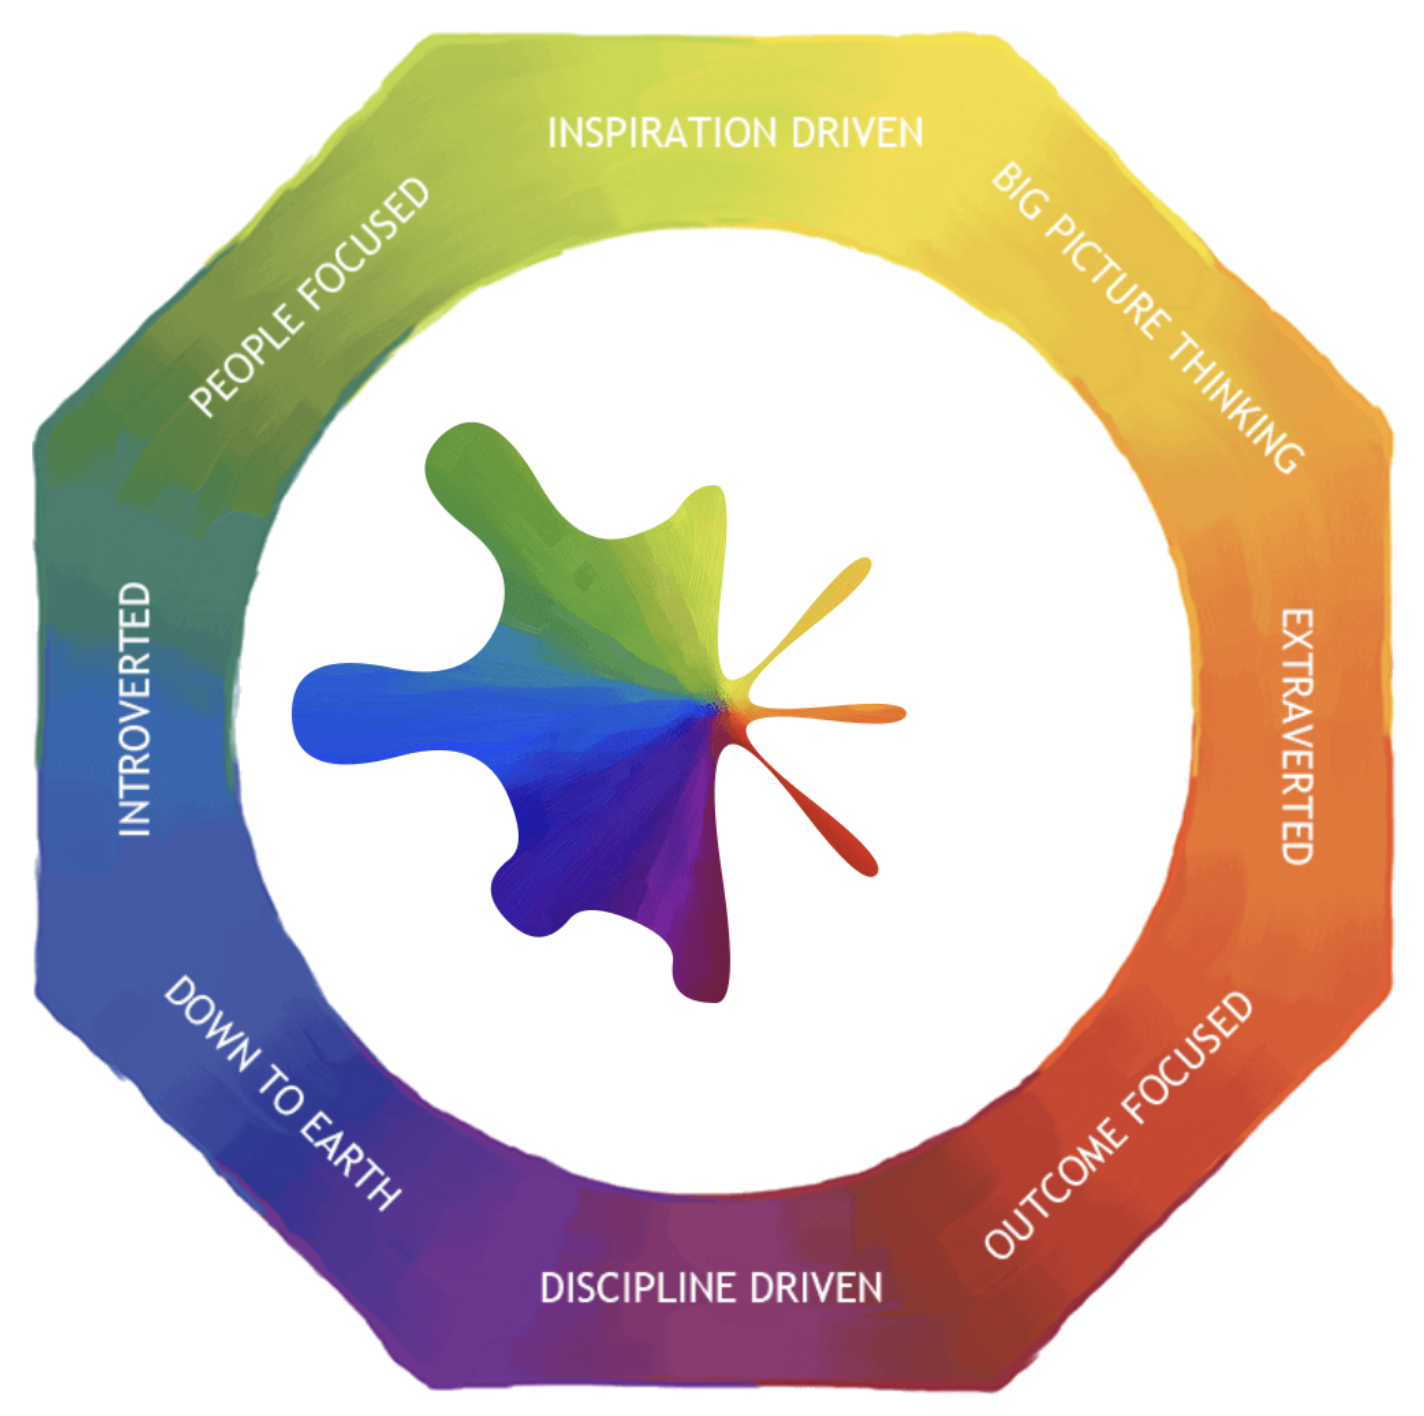 INSPIRATION DRIVEN
BIG PICTURE THINKING
EXTRAVERTED
OUTCOME FOCUSED
DISCIPLINE DRIVEN
DOWN TO EARTH
INTROVERTED
PEOPLE FOCUSED